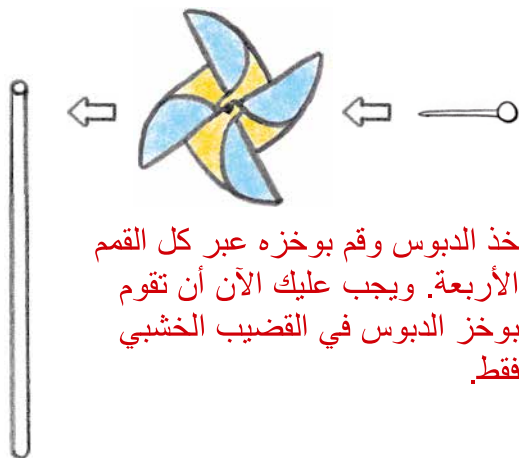 خذ الدبوس وقم بوخزه عبر كل القمم
الأربعة. ويجب عليك الآن أن تقوم
بوخز الدبوس في القضيب الخشبي
فقط.